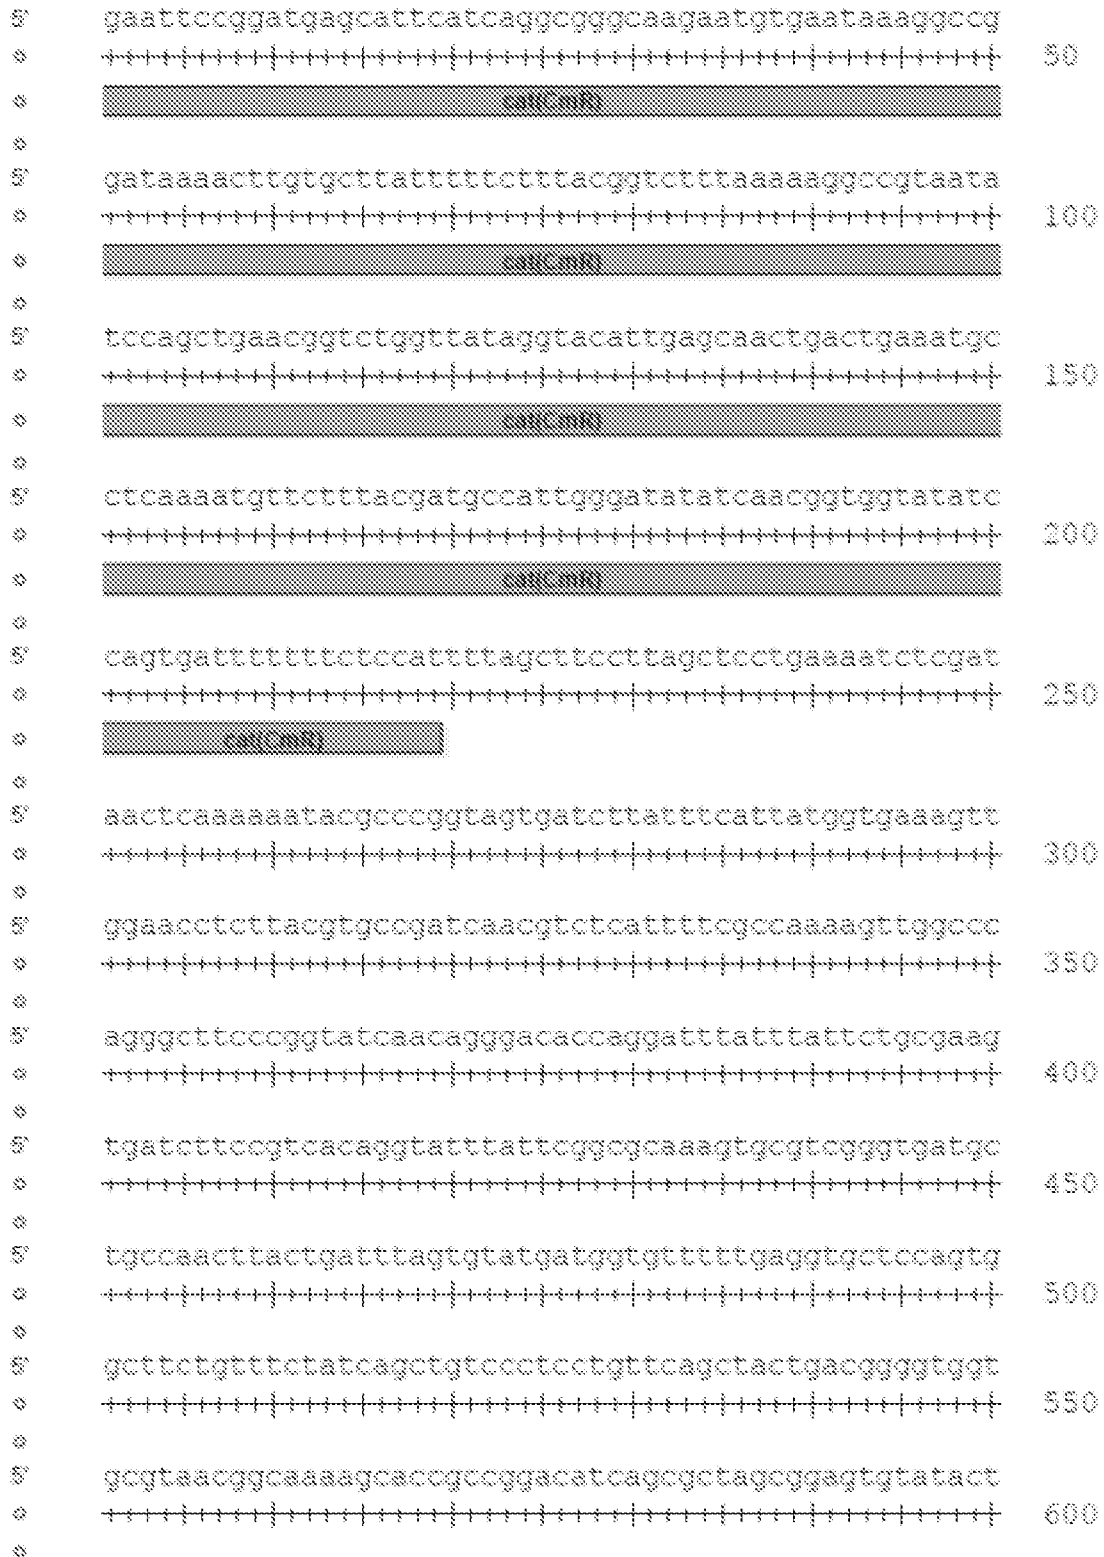 5' gaattccggatgagcattcatcaggcgggcaagaatgtgaataaaggccg
50
cat(CmR)
5' gataaaacttgtgcttatttttctttacggtctttaaaaaggccgtaata
100
cat(CmR)
5' tccagctgaacggtctggttataggtacattgagcaactgactgaaatgc
150
cat(CmR)
5' ctcaaaatgttctttacgatgccattgggatatatcaacggtggtatatc
200
cat(CmR)
5' cagtgatttttttctccattttagcttccttagctcctgaaaatctcgat
250
cat(CmR)
5' aactcaaaaaatacgcccggtagtgatcttatttcattatggtgaaagtt
300
5' ggaacctcttacgtgccgatcaacgtctcattttcgccaaaagttggccc
350
5' agggcttcccggtatcaacagggacaccaggatttatttattctgcgaag
400
5' tgatcttccgtcacaggtatttattcggcgcaaagtgcgtcgggtgatgc
450
5' tgccaacttactgatttagtgtatgatggtgtttttgaggtgctccagtg
500
5' gcttctgtttctatcagctgtccctcctgttcagctactgacggggtggt
550
5' gcgtaacggcaaaagcaccgccggacatcagcgctagcggagtgtatact
600